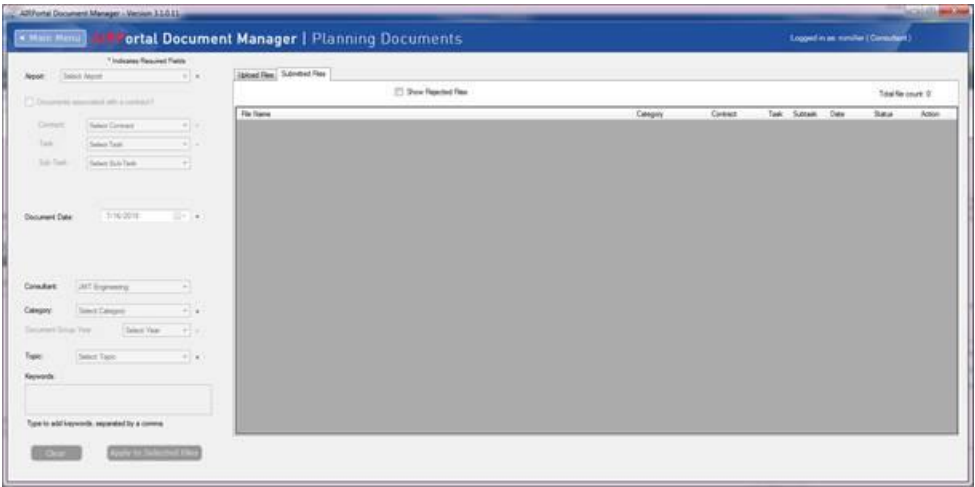 AIRPortal Document Manager - Version 3.1.0.11
Main Menu
AIRPortal Document Manager | Planning Documents
Logged in as: rsmiller ( Consultant )
* Indicates Required Fields
Airport: Select Airport *
Documents associated with a contract?
Contract: Select Contract *
Task: Select Task *
Sub-Task: Select Sub-Task
Document Date: 7/16/2015 *
Consultant: JMT Engineering
Category: Select Category *
Document Group Year Select Year *
Topic: Select Topic *
Keywords:
Type to add keywords, separated by a comma
Clear
Apply to Selected Files
Upload Files Submitted Files
Show Rejected Files
Total file count: 0
File Name Category Contract Task Subtask Date Status Action